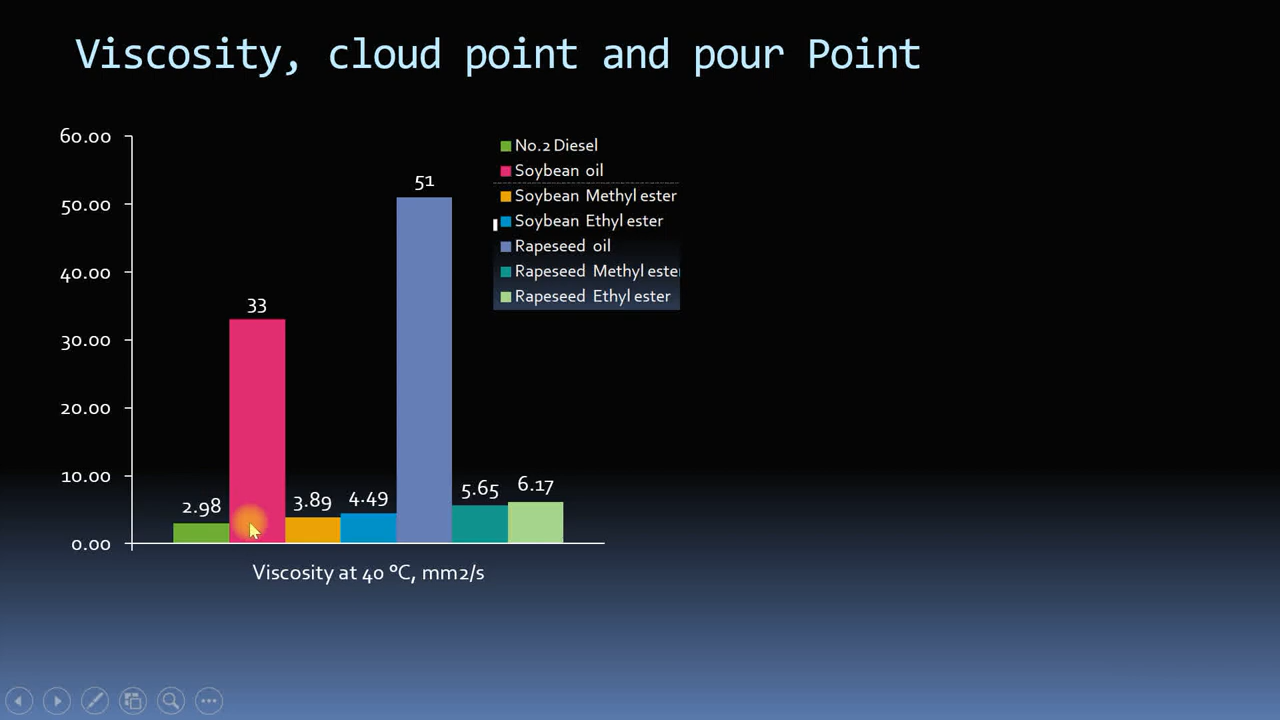 Viscosity, cloud point and pour Point
60.00
50.00
40.00
30.00
20.00
10.00
0.00
2.98
33
3.89
4.49
51
5.65
6.17
Viscosity at 40 °C, mm2/s
No.2 Diesel
Soybean oil
Soybean Methyl ester
Soybean Ethyl ester
Rapeseed oil
Rapeseed Methyl ester
Rapeseed Ethyl ester